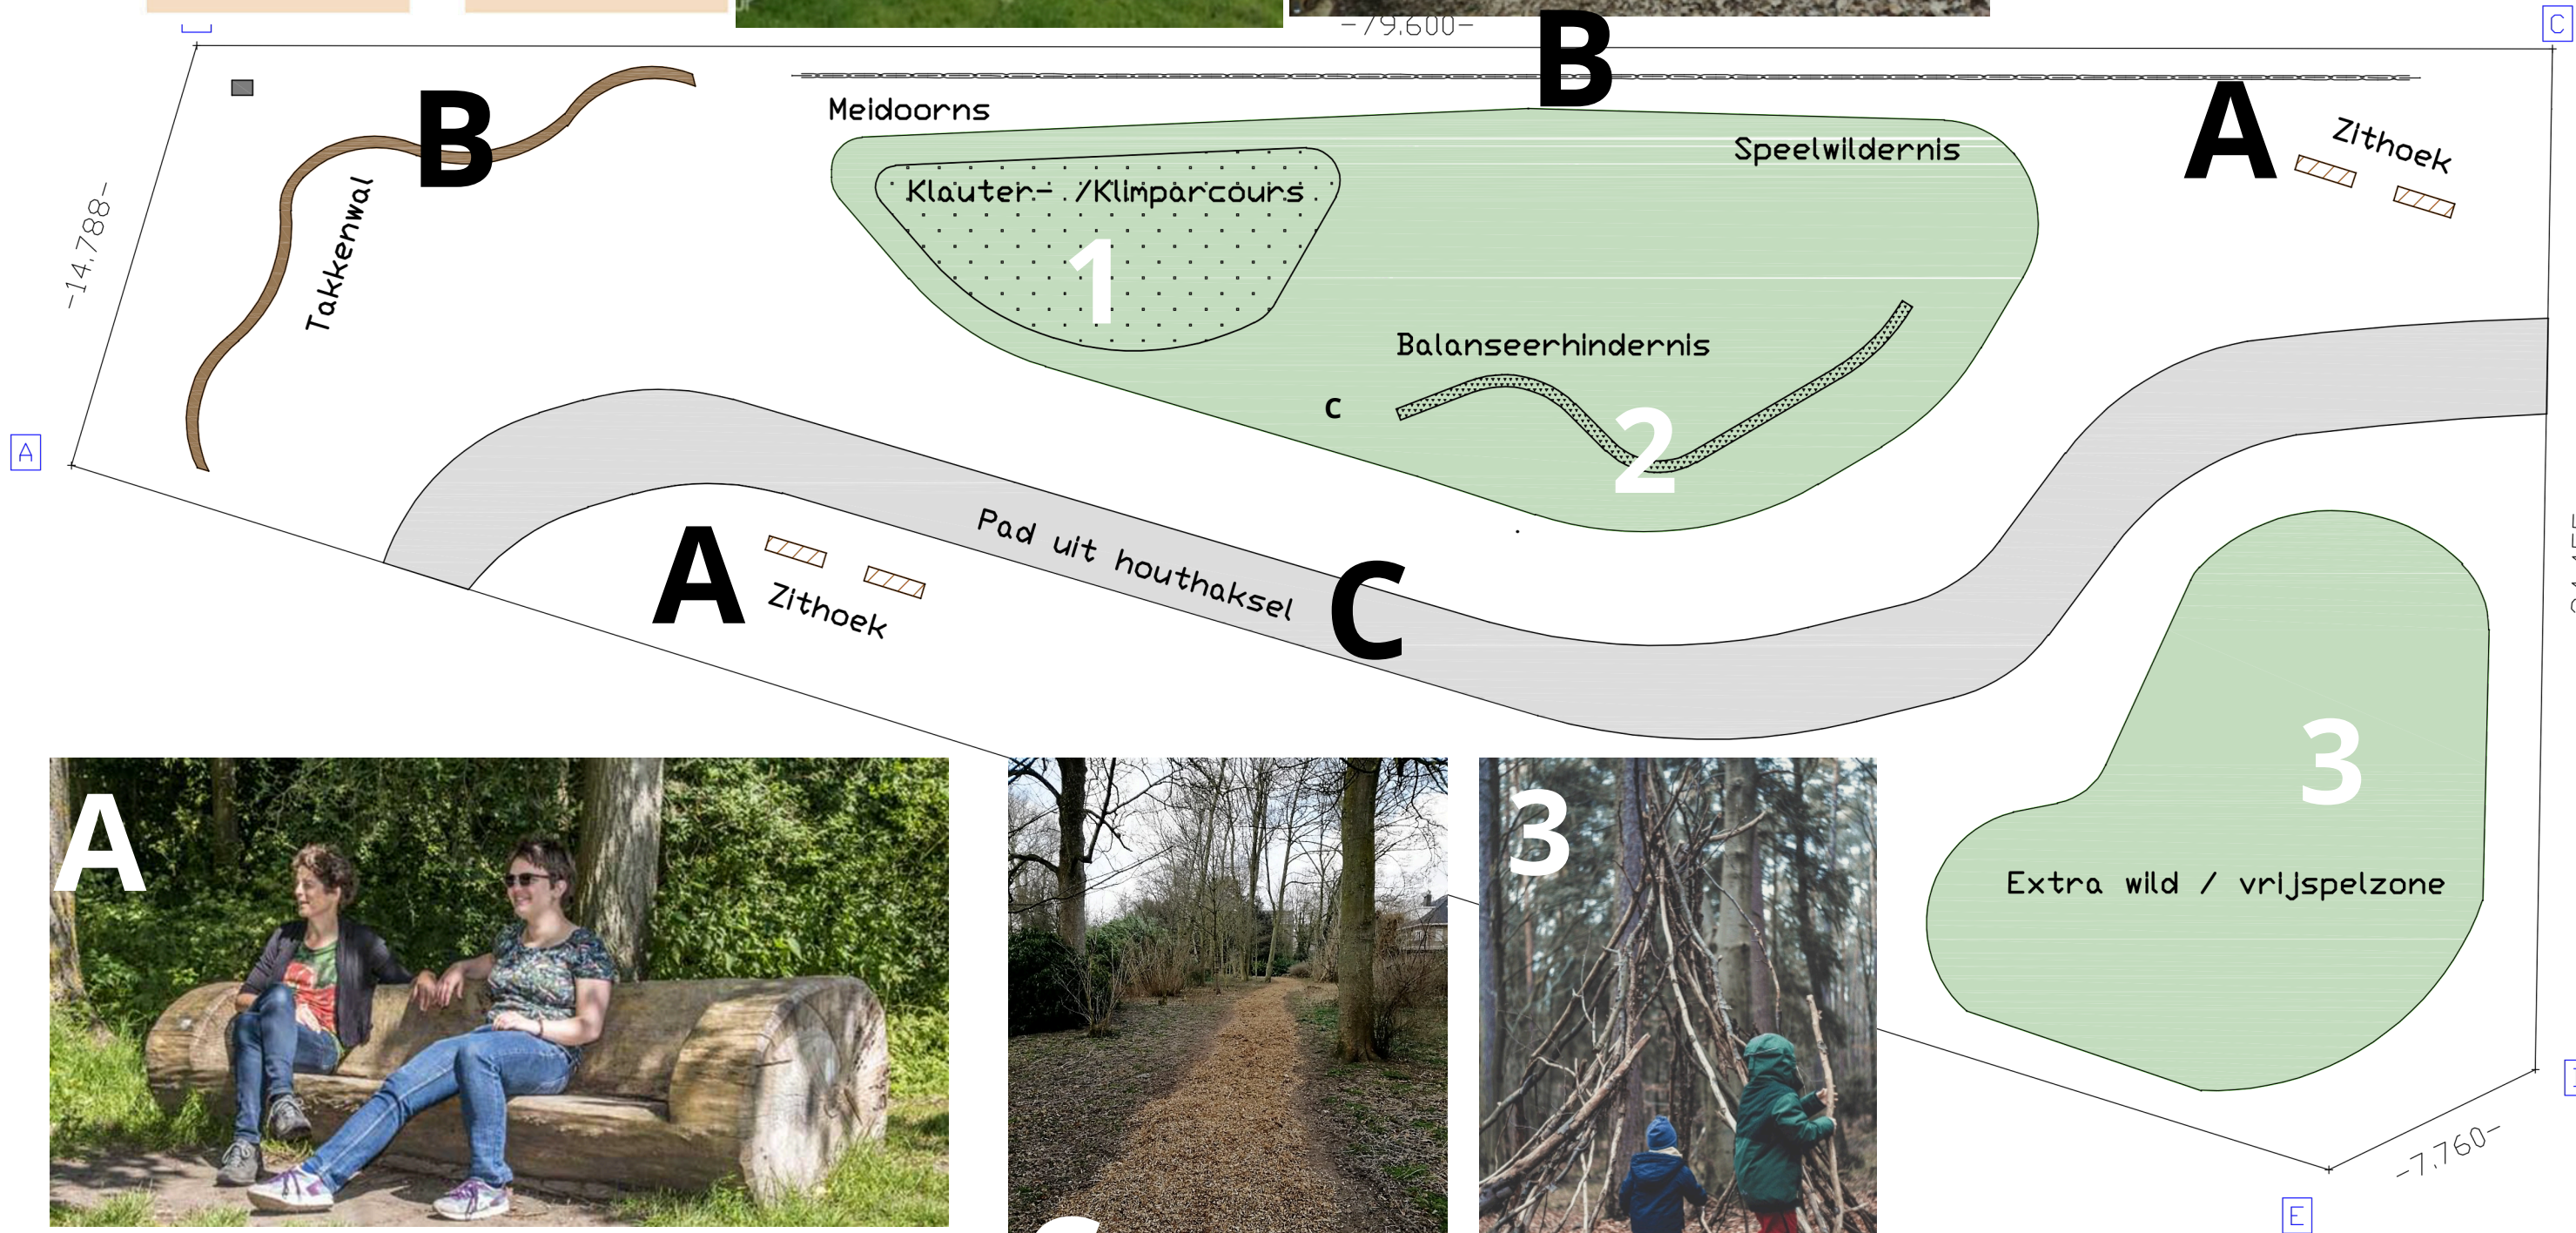 -79.600-
C
B
B
A
Meidoorns
Zithoek
Speelwildernis
Klauter- /Klimparcours
-14.788-
Takkenwal
1
Balanseerhindernis
c
2
A
Pad uit houthaksel
A
Zithoek
C
3
A
3
Extra wild / vrijspelzone
-7.760-
E